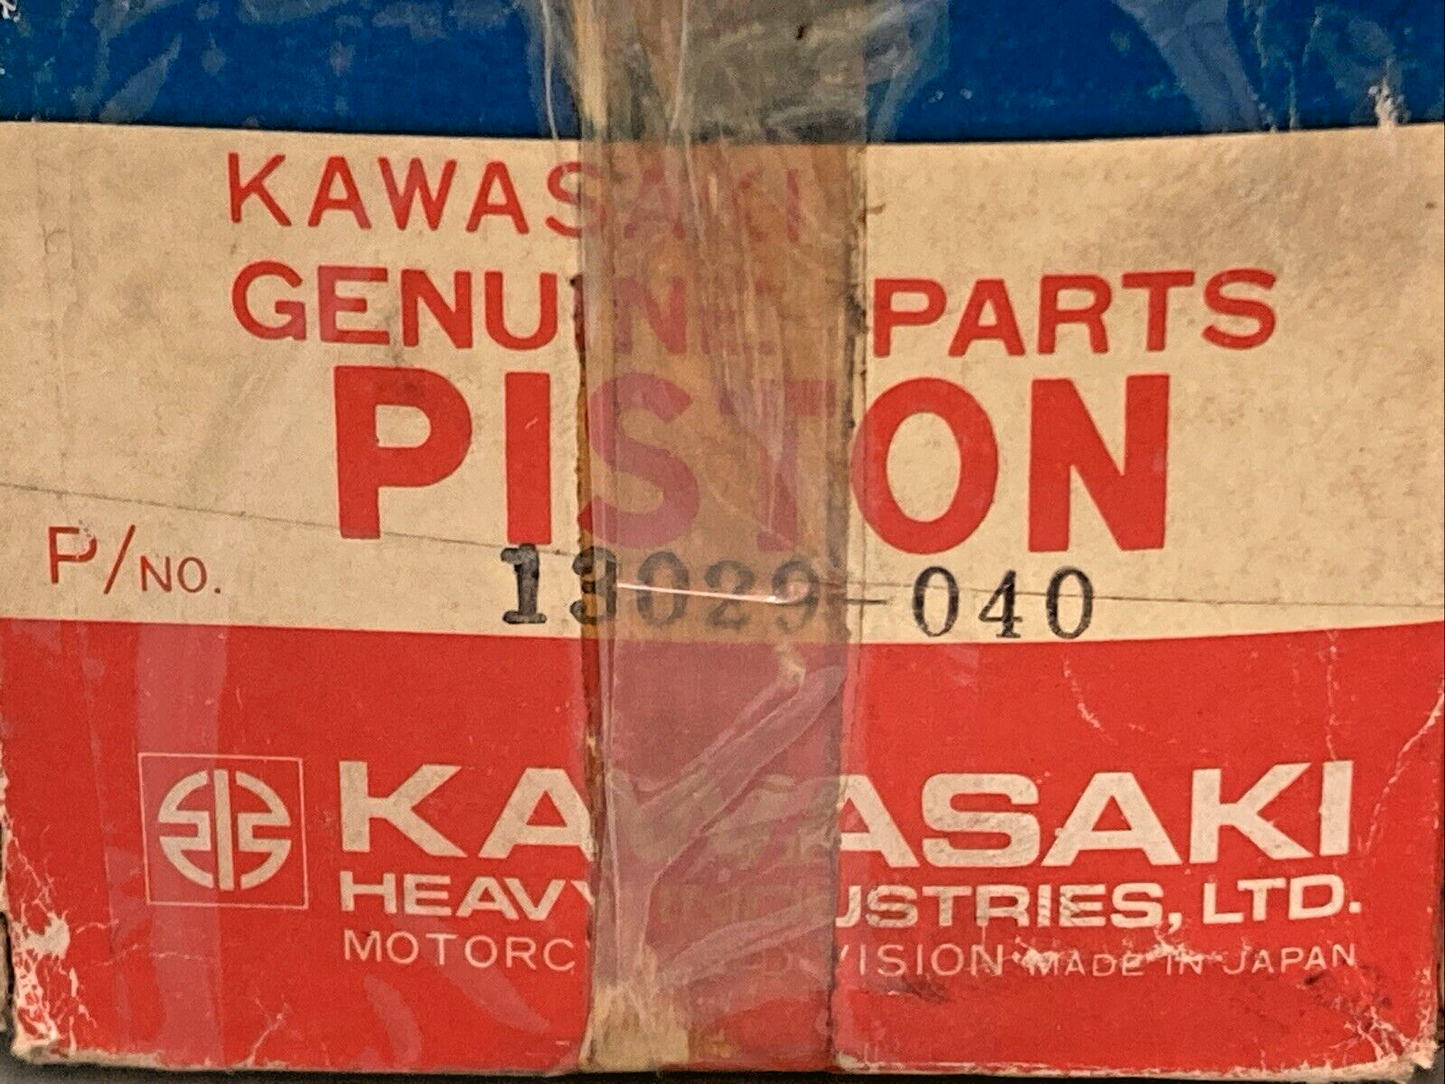 KAWASAKI
GENUINE PARTS
PISTON
P/NO. 13029-040
KAWASAKI
HEAVY INDUSTRIES, LTD.
MOTORCYCLE DIVISION MADE IN JAPAN